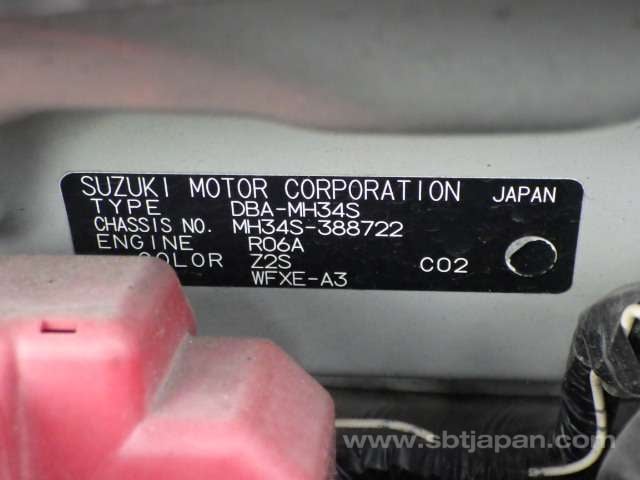 SUZUKI MOTOR CORPORATION JAPAN
TYPE DBA-MH34S
CHASSIS NO. MH34S-388722
ENGINE R06A
COLOR Z2S C02
WFXE-A3
www.sbtjapan.com